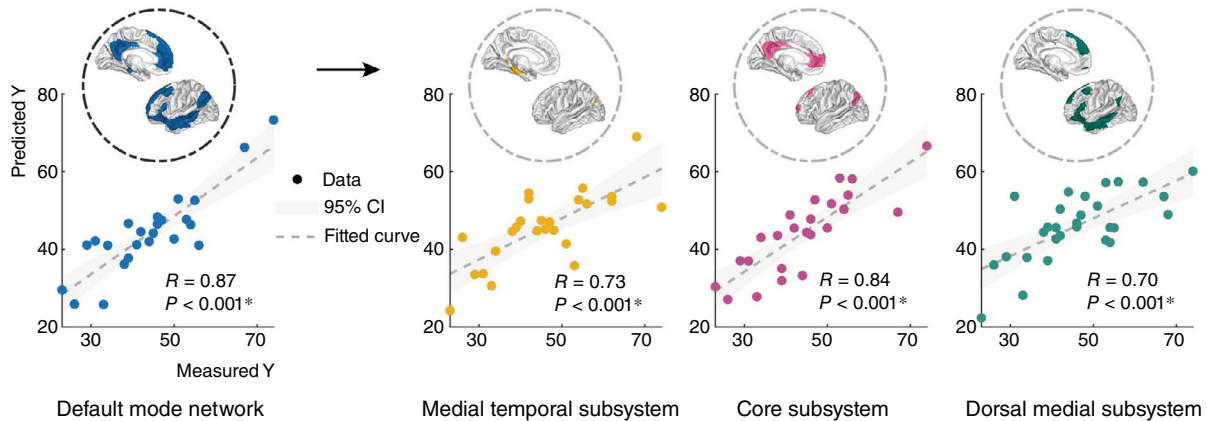 Predicted Y
80
60
40
20
Data
95% CI
Fitted curve
R = 0.87
P < 0.001*
30
50
70
Measured Y
Default mode network
80
60
40
20
R = 0.73
P < 0.001*
30
50
70
Medial temporal subsystem
80
60
40
20
R = 0.84
P < 0.001*
30
50
70
Core subsystem
80
60
40
20
R = 0.70
P < 0.001*
30
50
70
Dorsal medial subsystem